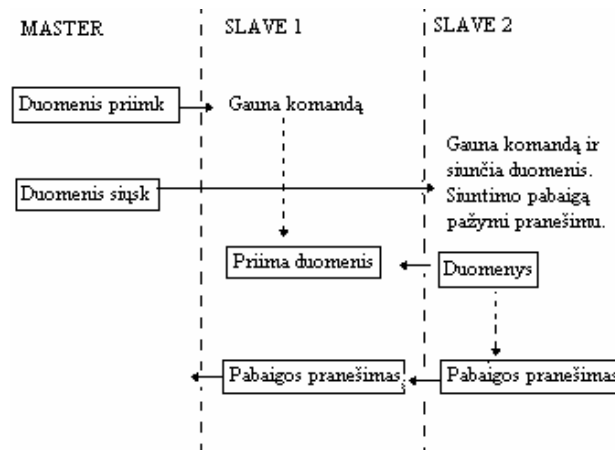 MASTER
SLAVE 1
SLAVE 2
Duomenis priimk
Gauna komandą
Gauna komandą ir
siunčia duomenis.
Siuntimo pabaigą
pažymi pranešimu.
Duomenis siųsk
Priima duomenis
Duomenys
Pabaigos pranešimas
Pabaigos pranešimas